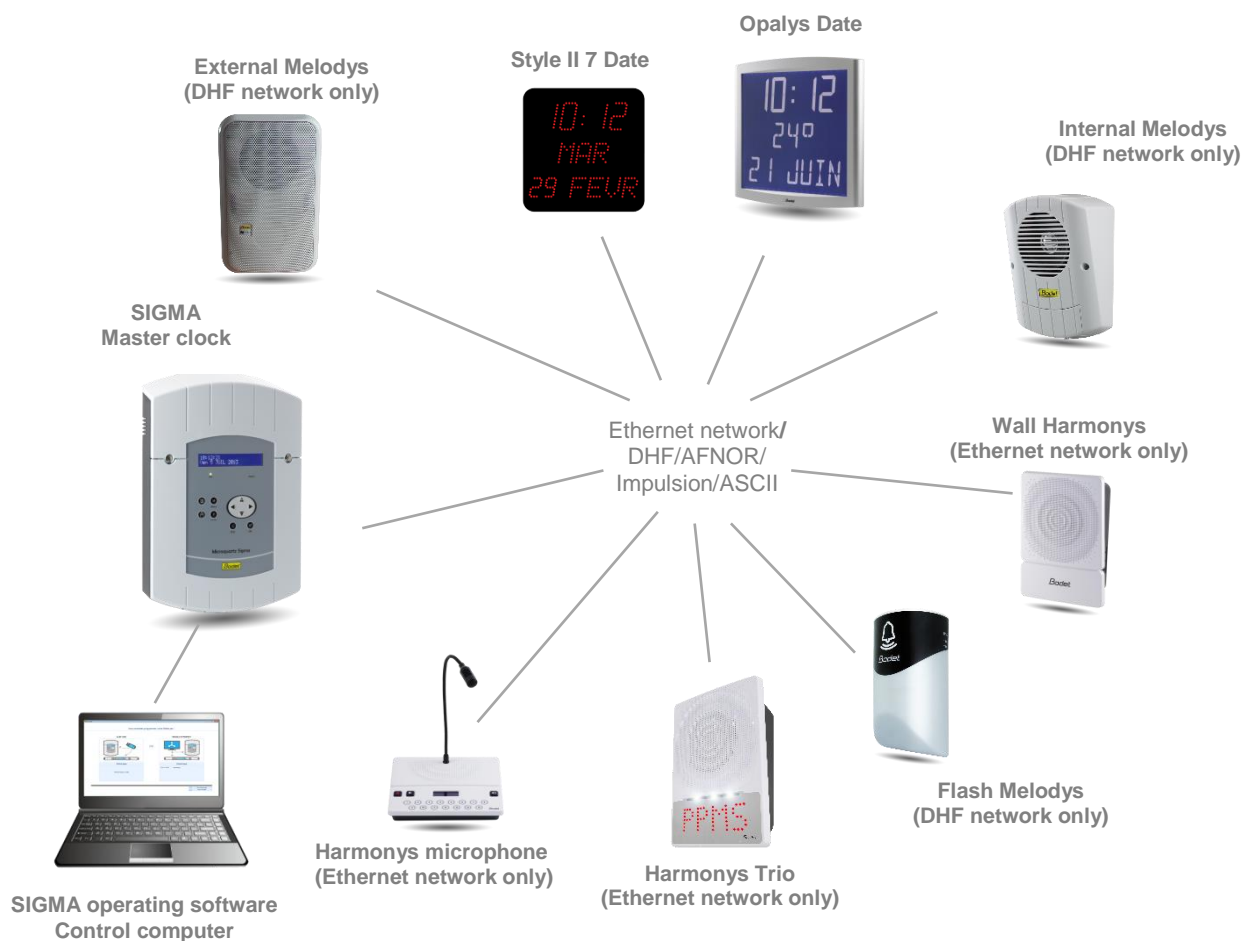 Opalys Date
Style II 7 Date
External Melodys
(DHF network only)
10:12
MAR
29 FEVR
10:12
24°
21 JUIN
Bodet
Internal Melodys
(DHF network only)
Bodet
SIGMA
Master clock
Ethernet network/
DHF/AFNOR/
Impulsion/ASCII
Wall Harmonys
(Ethernet network only)
Bodet
Bodet
Bodet
PPMS
Flash Melodys
(DHF network only)
Harmonys microphone
(Ethernet network only)
Harmonys Trio
(Ethernet network only)
SIGMA operating software
Control computer